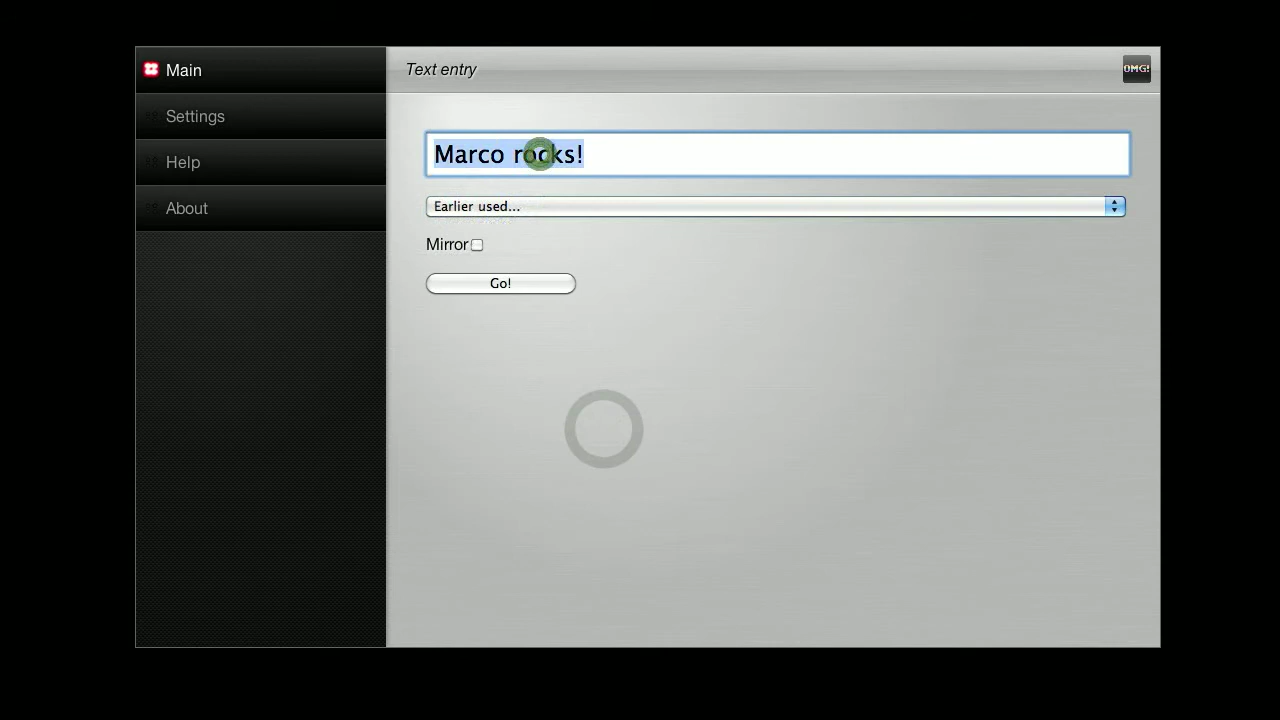 Main
Settings
Help
About
Text entry
OMG!
Marco rocks!
Earlier used...
Mirror
Go!